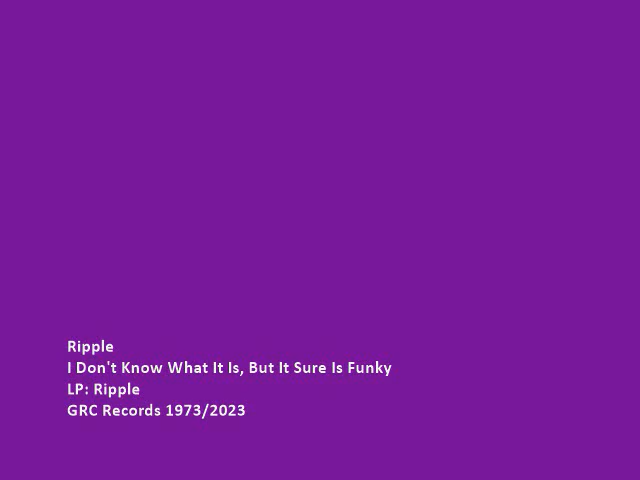 Ripple
I Don't Know What It Is, But It Sure Is Funky
LP: Ripple
GRC Records 1973/2023